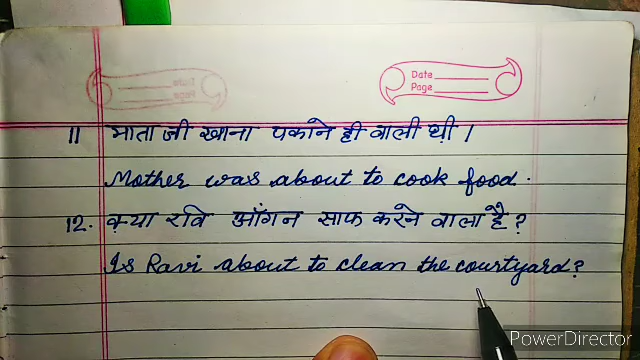 Date
Page
11 माता जी खाना पकाने ही वाली थी।
Mother was about to cook food.
12. क्या रवि आंगन साफ करने वाला है?
Is Ravi about to clean the courtyard?
PowerDirector